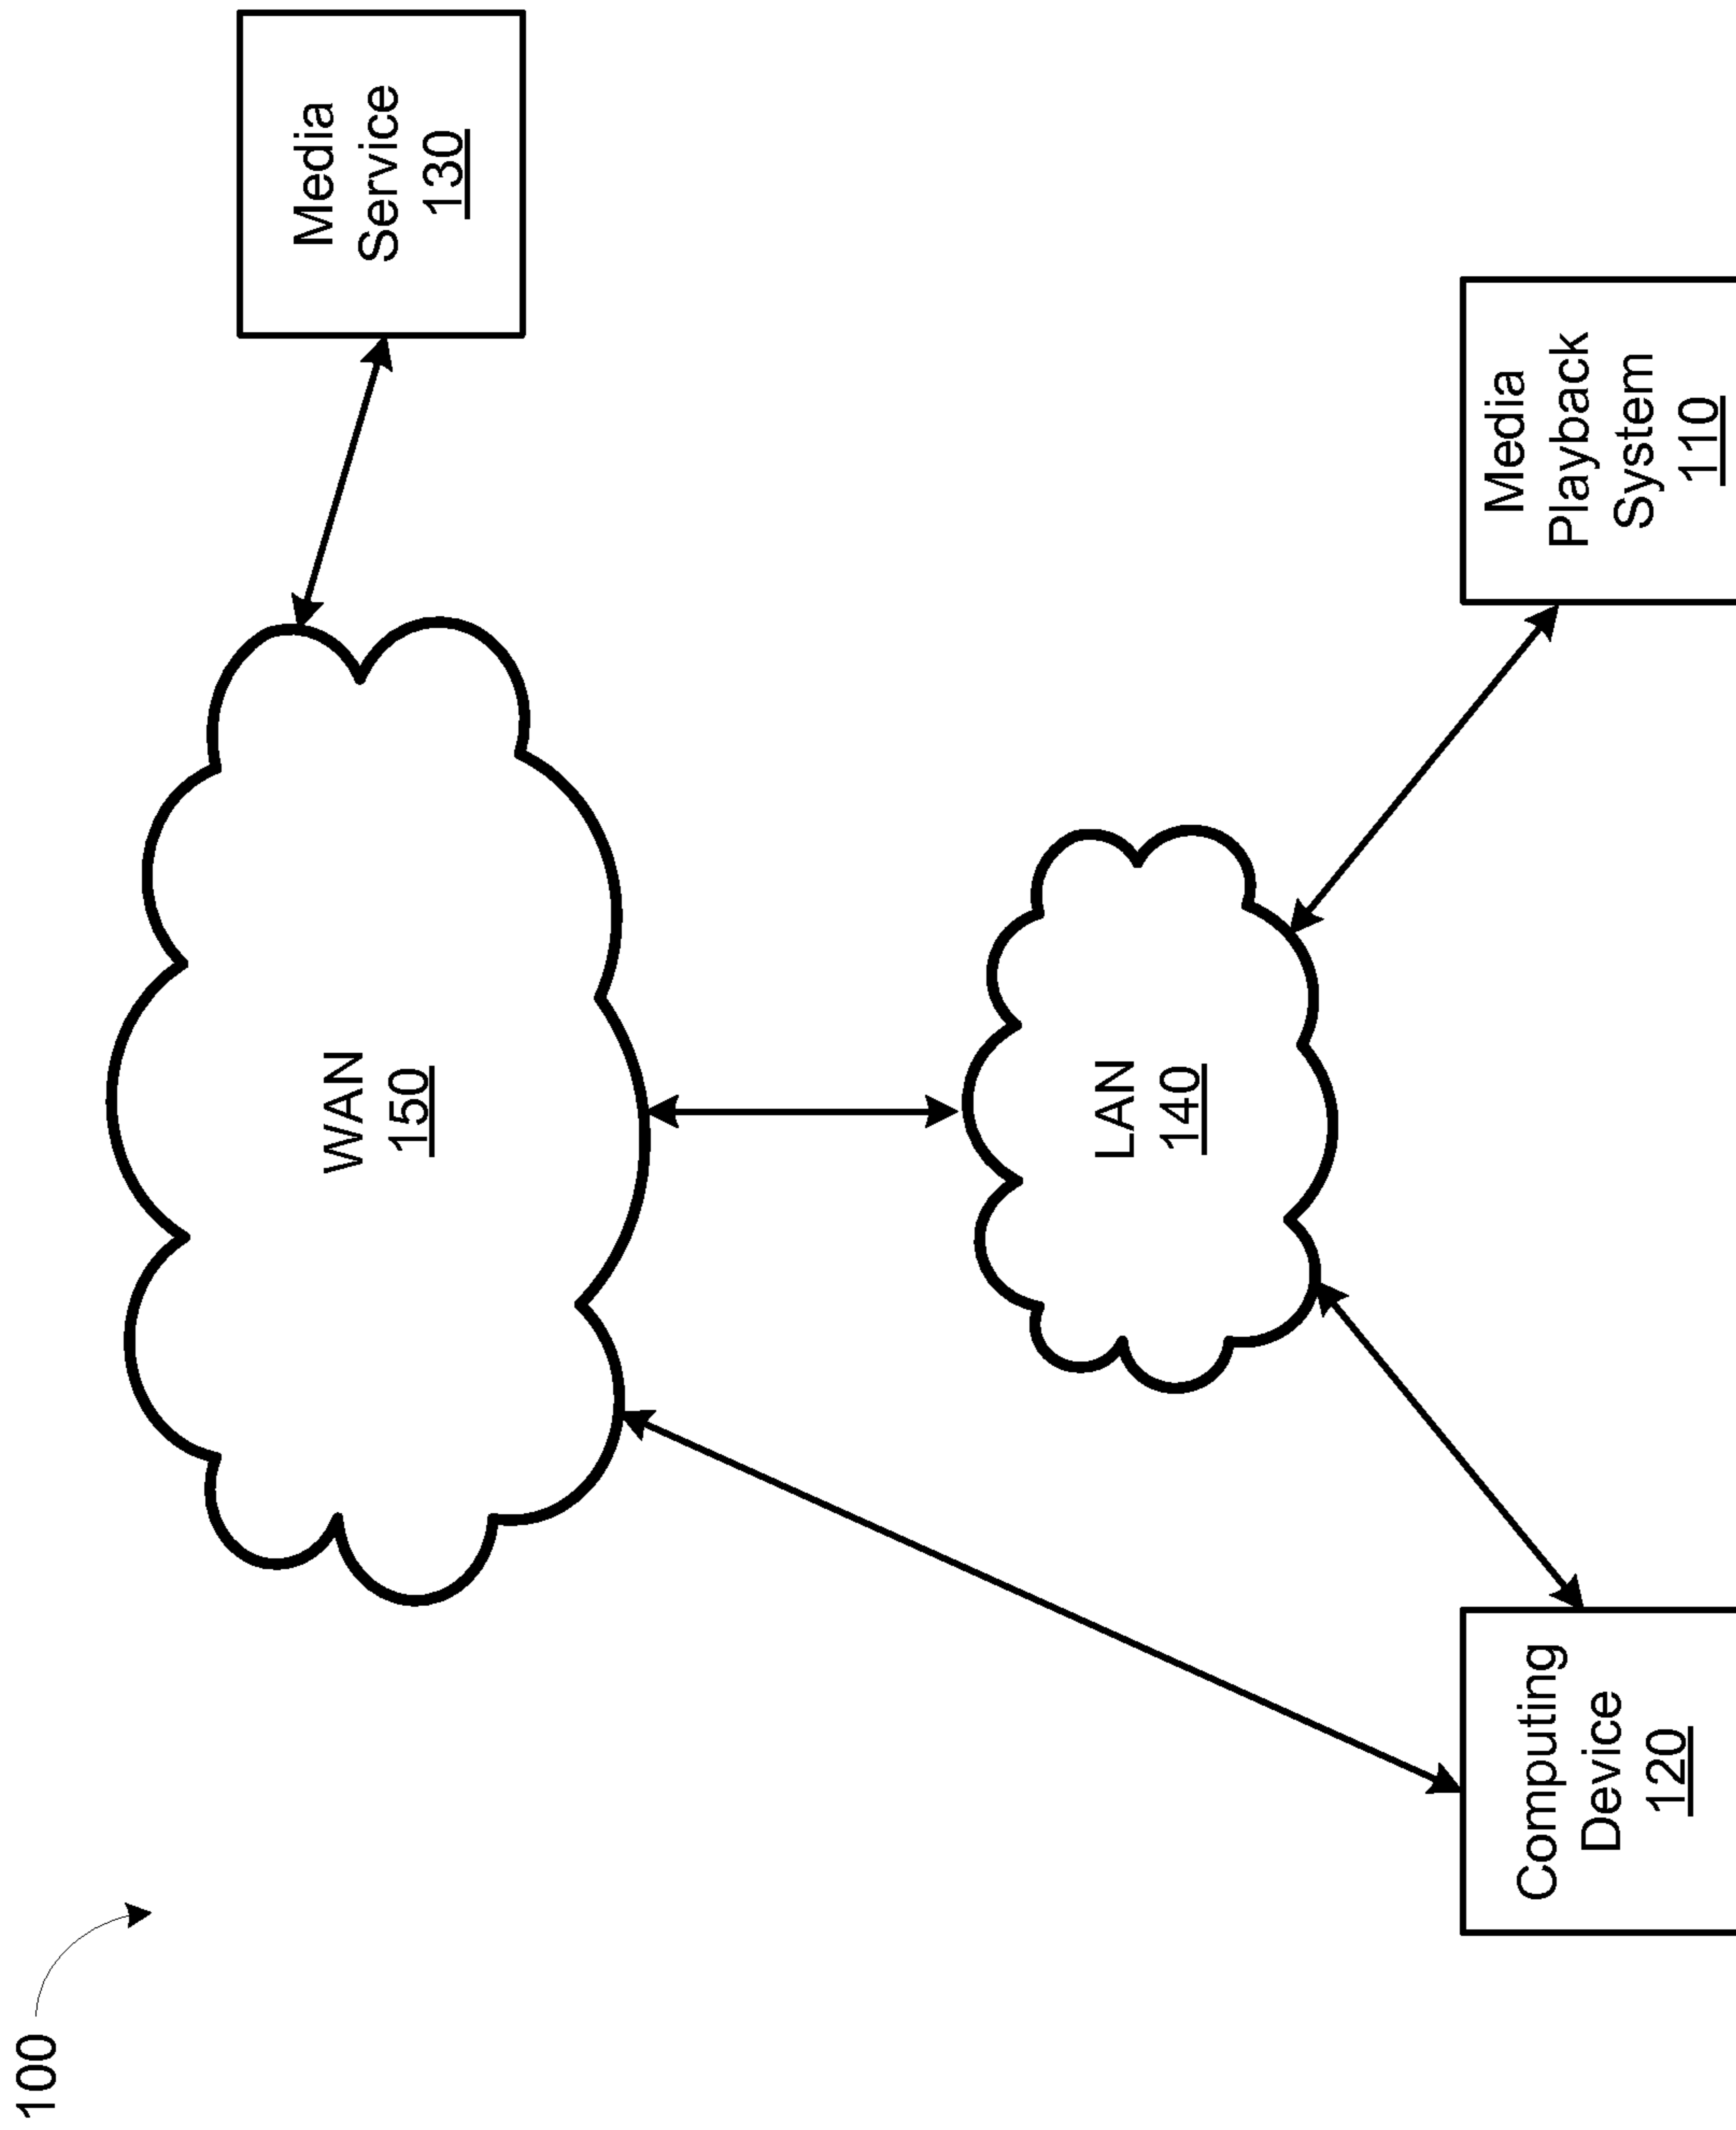 100
WAN
150
Media
Service
130
LAN
140
Computing
Device
120
Media
Playback
System
110